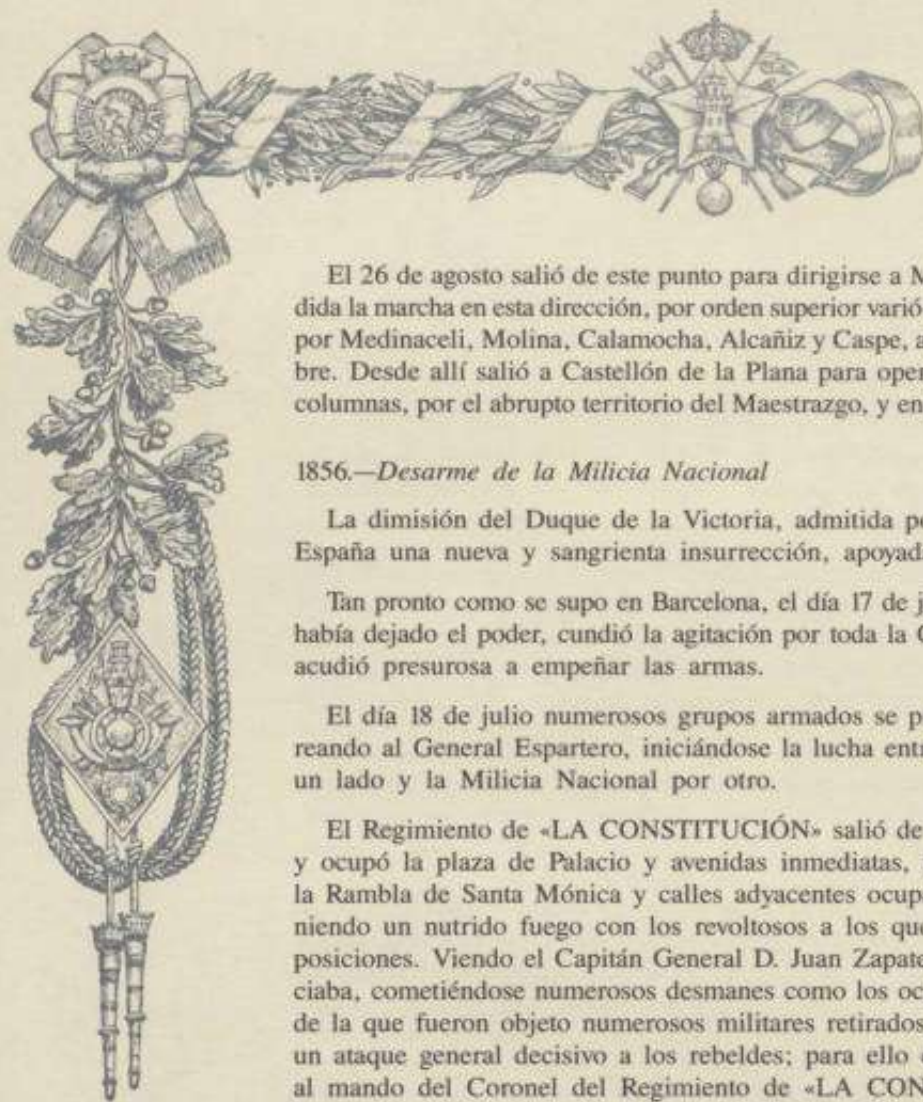 El 26 de agosto salió de este punto para dirigirse a M
dida la marcha en esta dirección, por orden superior varió
por Medinaceli, Molina, Calamocha, Alcañiz y Caspe, a
bre. Desde allí salió a Castellón de la Plana para oper
columnas, por el abrupto territorio del Maestrazgo, y en
1856.—Desarme de la Milicia Nacional
La dimisión del Duque de la Victoria, admitida po
España una nueva y sangrienta insurrección, apoyad
Tan pronto como se supo en Barcelona, el día 17 de j
había dejado el poder, cundió la agitación por toda la C
acudió presurosa a empeñar las armas.
El día 18 de julio numerosos grupos armados se p
reando al General Espartero, iniciándose la lucha entr
un lado y la Milicia Nacional por otro.
El Regimiento de «LA CONSTITUCIÓN» salió de
y ocupó la plaza de Palacio y avenidas inmediatas,
la Rambla de Santa Mónica y calles adyacentes ocup
niendo un nutrido fuego con los revoltosos a los que
posiciones. Viendo el Capitán General D. Juan Zapate
ciaba, cometiéndose numerosos desmanes como los oc
de la que fueron objeto numerosos militares retirados
un ataque general decisivo a los rebeldes; para ello
al mando del Coronel del Regimiento de «LA CON